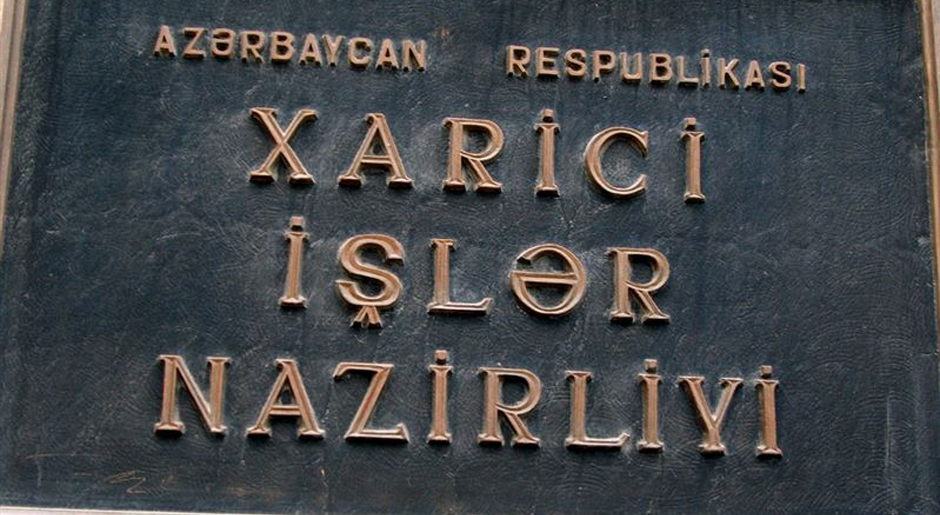 AZƏRBAYCAN RESPUBLİKASI
XARİCİ
İŞLƏR
NAZİRLİYİ